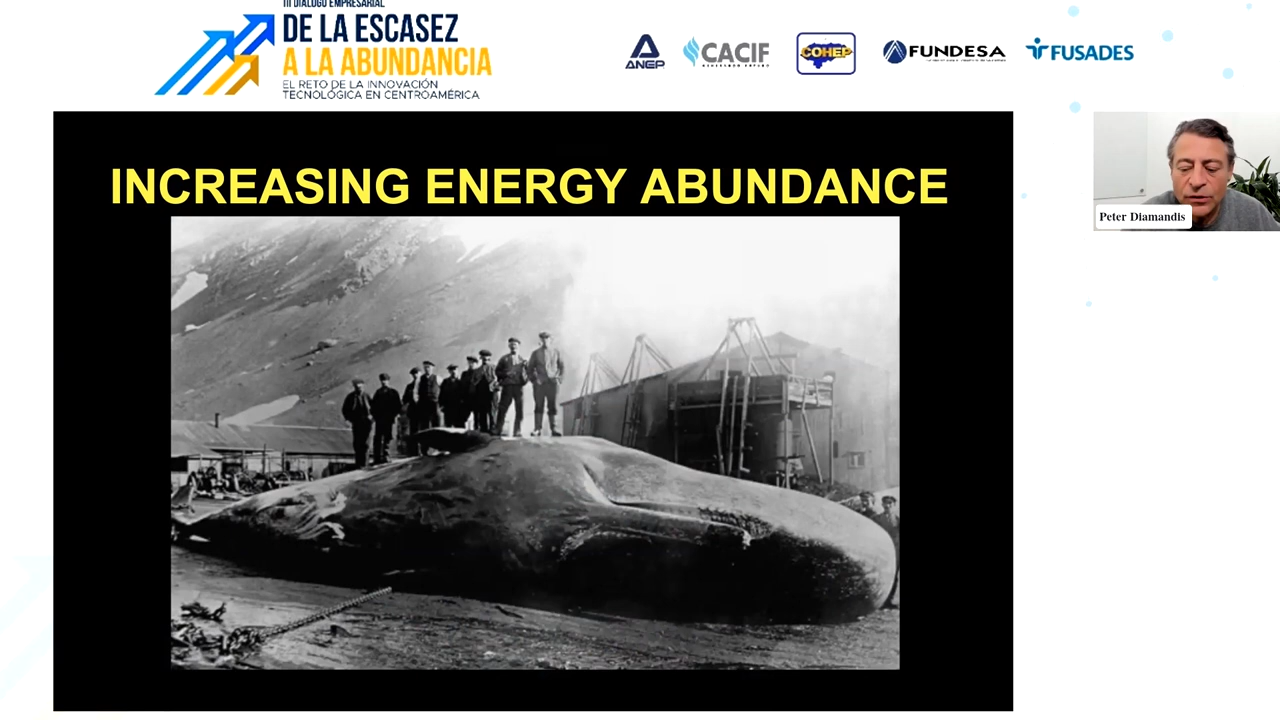 III DIÁLOGO EMPRESARIAL
DE LA ESCASEZ
A LA ABUNDANCIA
EL RETO DE LA INNOVACIÓN
TECNOLÓGICA EN CENTROAMÉRICA
ANEP
CACIF
COHEP
FUNDESA
FUSADES
INCREASING ENERGY ABUNDANCE
Peter Diamandis